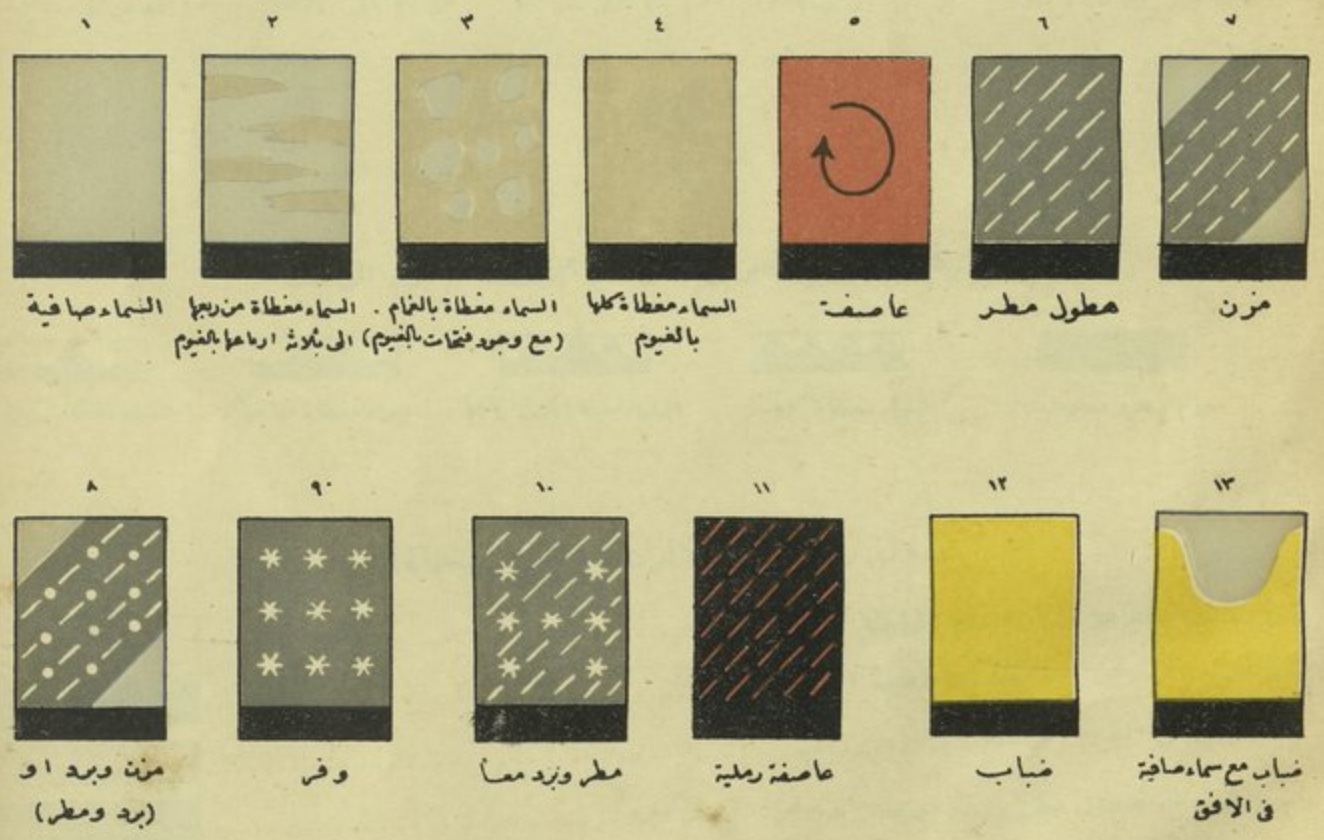 ١
٢
٣
٤
٥
٦
٧
السماء صافية
السماء مغطاة من ربعها
الى ثلاثة ارباعها بالغيوم
السماء مغطاة بالغمام .
(مع وجود فتحات بالغيوم)
السماء مغطاة كلها
بالغيوم
عاصفة
هطول مطر
مزن
٨
٩٠
١٠
١١
١٢
١٣
مزن وبرد او
(برد ومطر)
وفر
مطر وبرد معا
عاصفة رملية
ضباب
ضباب مع سماء صافية
فى الافق